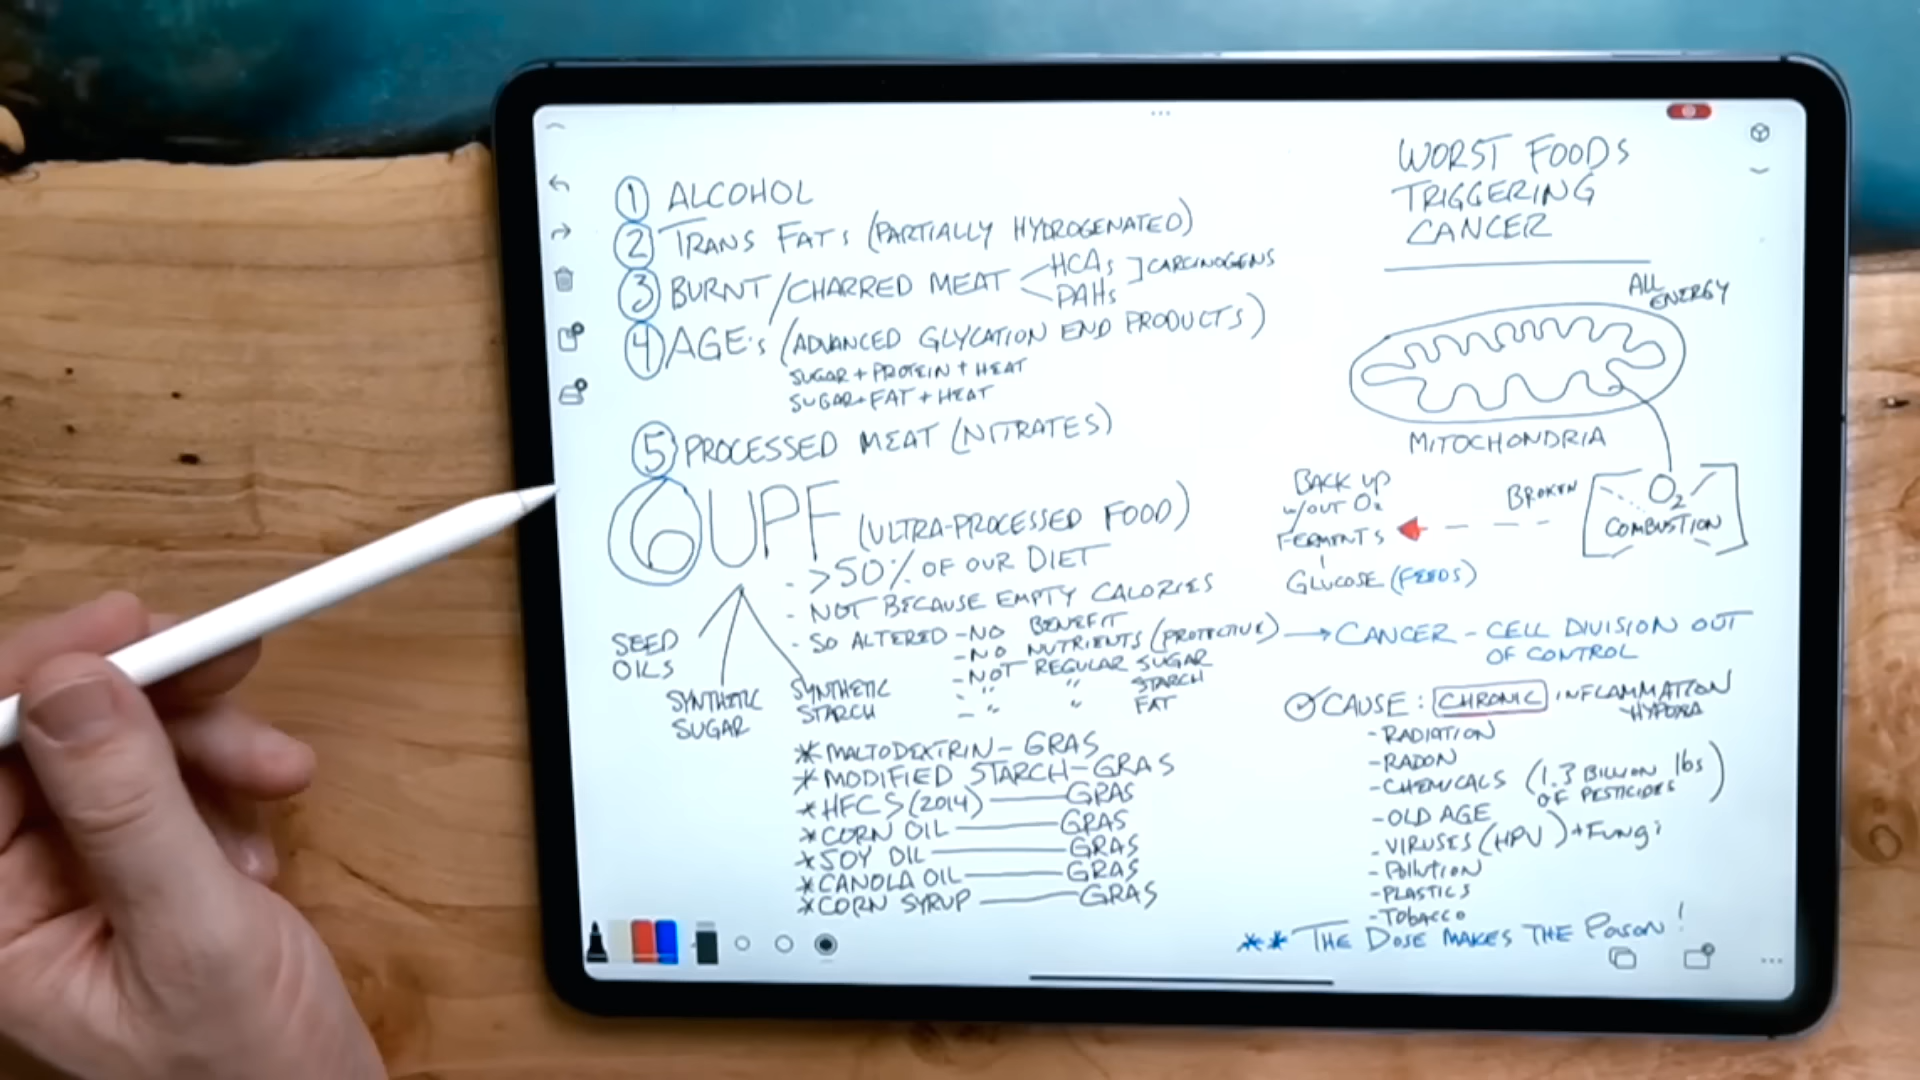 WORST FOODS
TRIGGERING
CANCER
1 ALCOHOL
2 TRANS FATS (PARTIALLY HYDROGENATED)
3 BURNT/CHARRED MEAT HCAs PAHs ] CARCINOGENS
4 AGE's (ADVANCED GLYCATION END PRODUCTS)
SUGAR + PROTEIN + HEAT
SUGAR + FAT + HEAT
5 PROCESSED MEAT (NITRATES)
6 UPF (ULTRA-PROCESSED FOOD)
- >50% OF OUR DIET
- NOT BECAUSE EMPTY CALORIES
- SO ALTERED - NO BENEFIT
- NO NUTRIENTS (PROTECTIVE)
- NOT REGULAR SUGAR
- " " STARCH
- " " FAT
SEED
OILS
SYNTHETIC
SUGAR
SYNTHETIC
STARCH
* MALTODEXTRIN - GRAS
* MODIFIED STARCH - GRAS
* HFCS (2014) — GRAS
* CORN OIL — GRAS
* SOY OIL — GRAS
* CANOLA OIL — GRAS
* CORN SYRUP — GRAS
ALL
ENERGY
MITOCHONDRIA
O2
COMBUSTION
BROKEN
BACK UP
w/OUT O2
FERMENTS
GLUCOSE (FEEDS)
→ CANCER - CELL DIVISION OUT
OF CONTROL
CAUSE: CHRONIC INFLAMMATION
- RADIATION
- RADON
- CHEMICALS (1.3 BILLION lbs
OF PESTICIDES)
- OLD AGE
- VIRUSES (HPV) + Fungi
- Pollution
- PLASTICS
- Tobacco
** THE DOSE MAKES THE POISON!